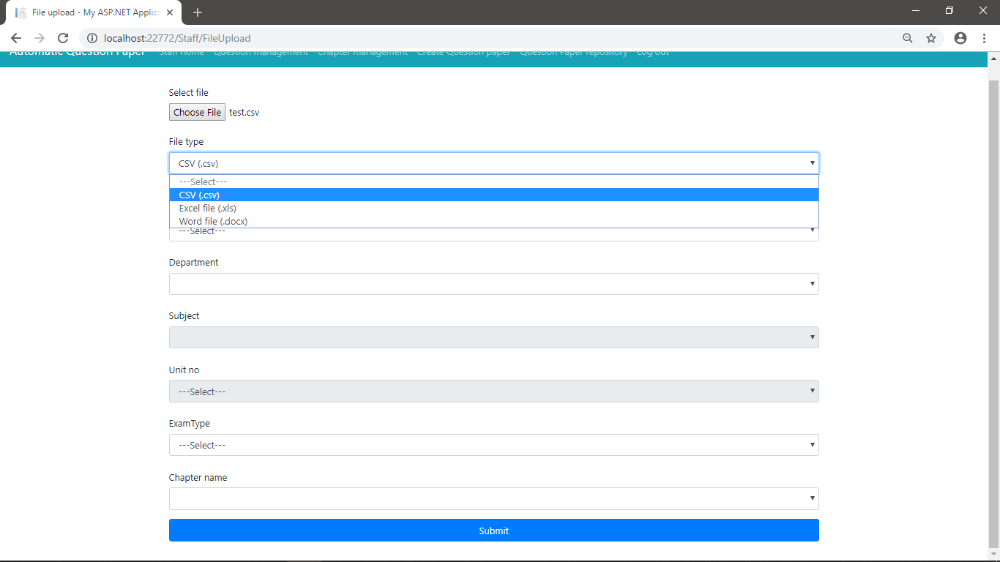 File upload - My ASP.NET Applica
localhost:22772/Staff/FileUpload
Automatic Question Paper Staff home Question management Chapter management Create Question paper Question Paper repository Log out
Select file
Choose File test.csv
File type
CSV (.csv)
---Select---
CSV (.csv)
Excel file (.xls)
Word file (.docx)
---Select---
Department
Subject
Unit no
---Select---
ExamType
---Select---
Chapter name
Submit